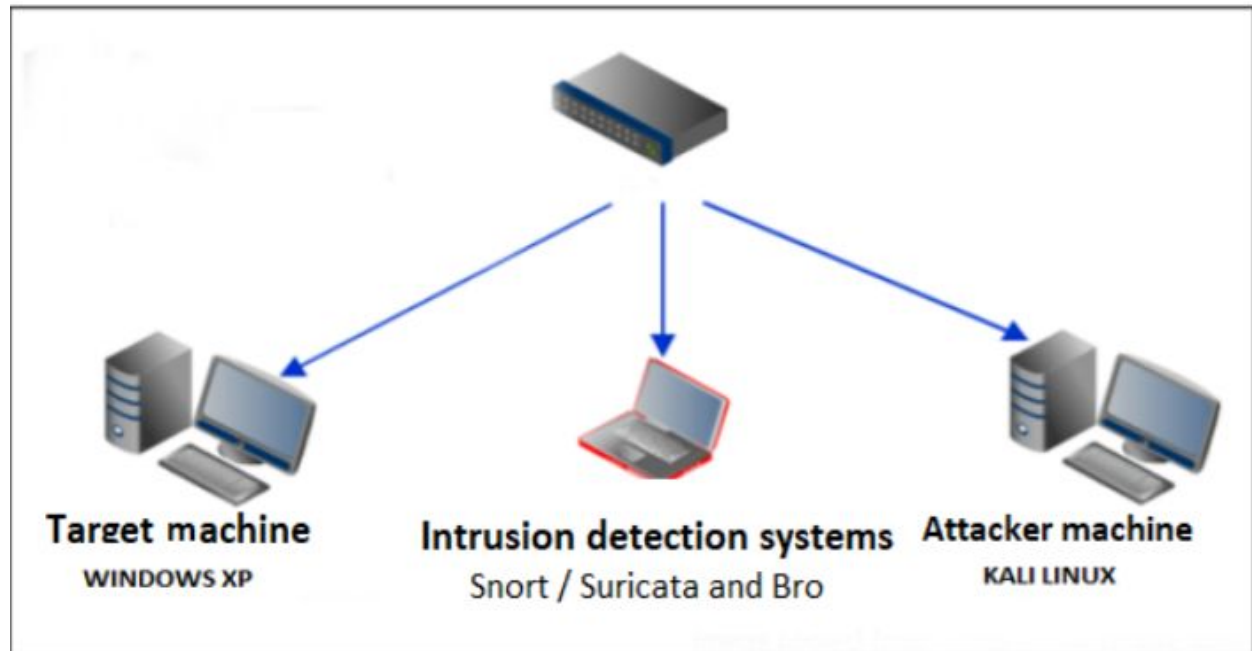 Target machine
WINDOWS XP
Intrusion detection systems
Snort / Suricata and Bro
Attacker machine
KALI LINUX